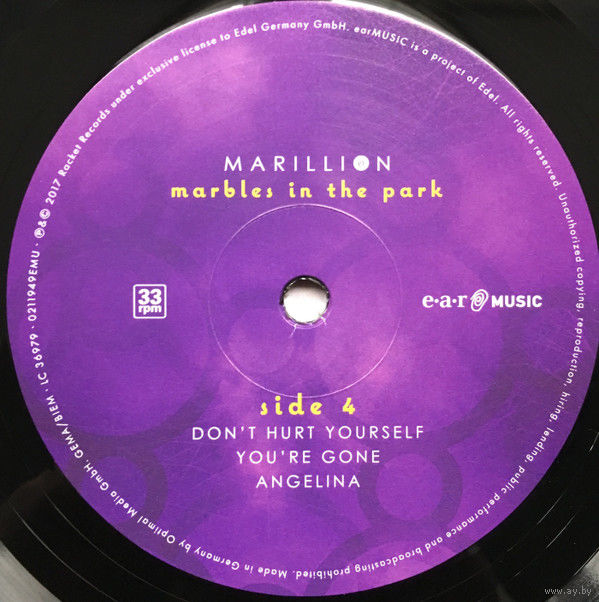 MARILLION
marbles in the park
33
rpm
e·a·r MUSIC
side 4
DON'T HURT YOURSELF
YOU'RE GONE
ANGELINA
℗&© 2017 Racket Records under exclusive license to Edel Germany GmbH. earMUSIC is a project of Edel. All rights reserved. Unauthorized copying, reproduction, hiring, lending, public performance and broadcasting prohibited. Made in Germany by Optimal Media GmbH. GEMA/BIEM · LC 36979 · 0211949EMU ·
www.ay.by